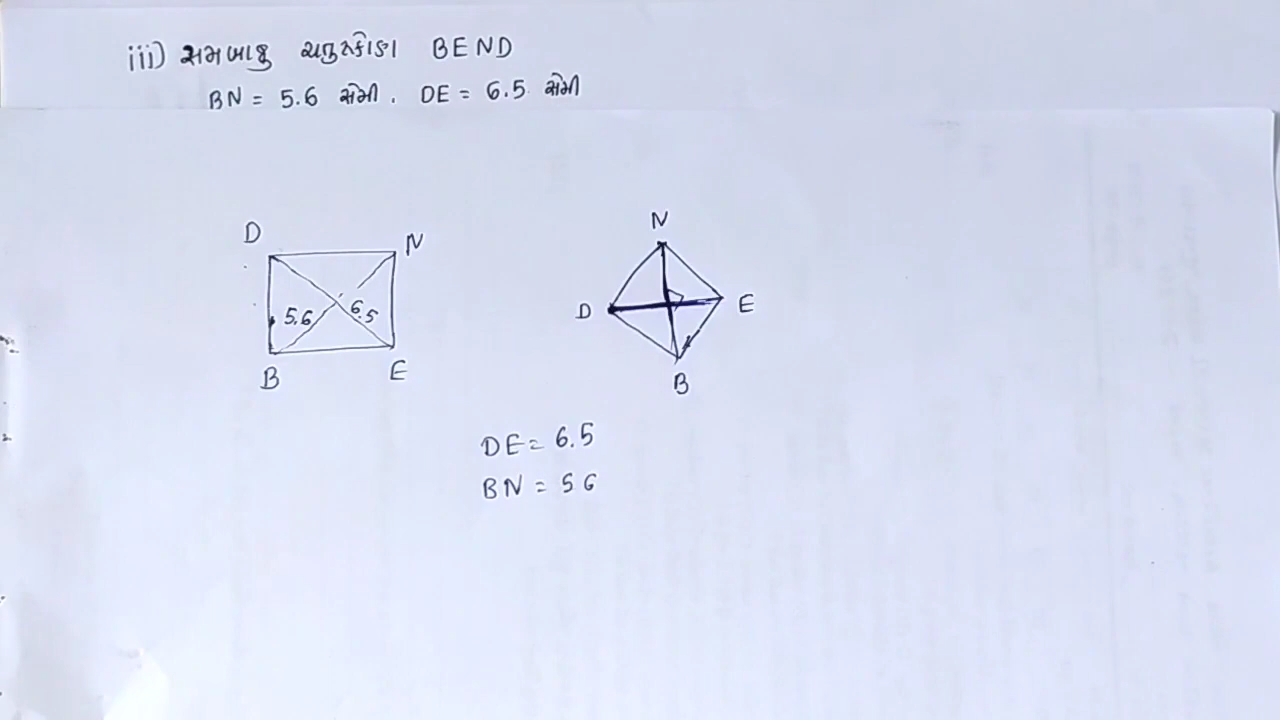 iii) સમબાજુ ચતુષ્કોણ BEND
BN = 5.6 સેમી. DE = 6.5 સેમી
D
N
5.6
6.5
B
E
N
D
E
B
DE = 6.5
BN = 56